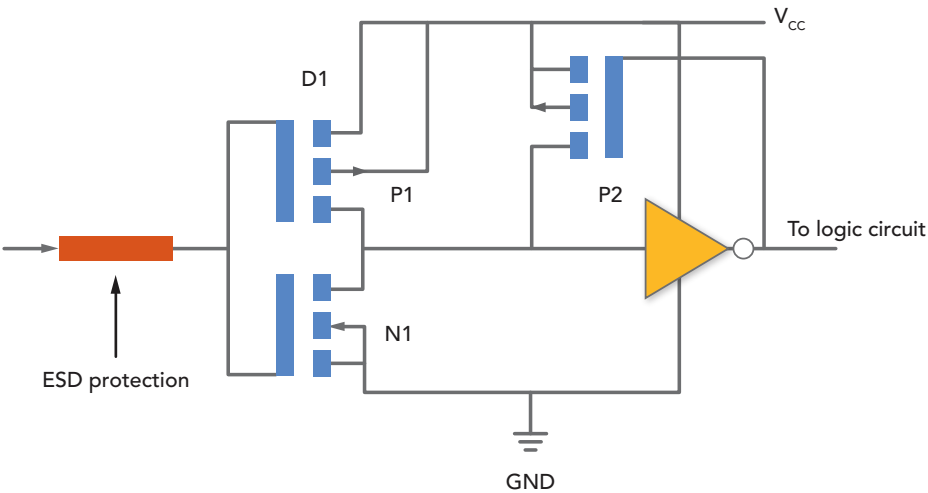 V_CC
D1
P1
P2
To logic circuit
N1
ESD protection
GND